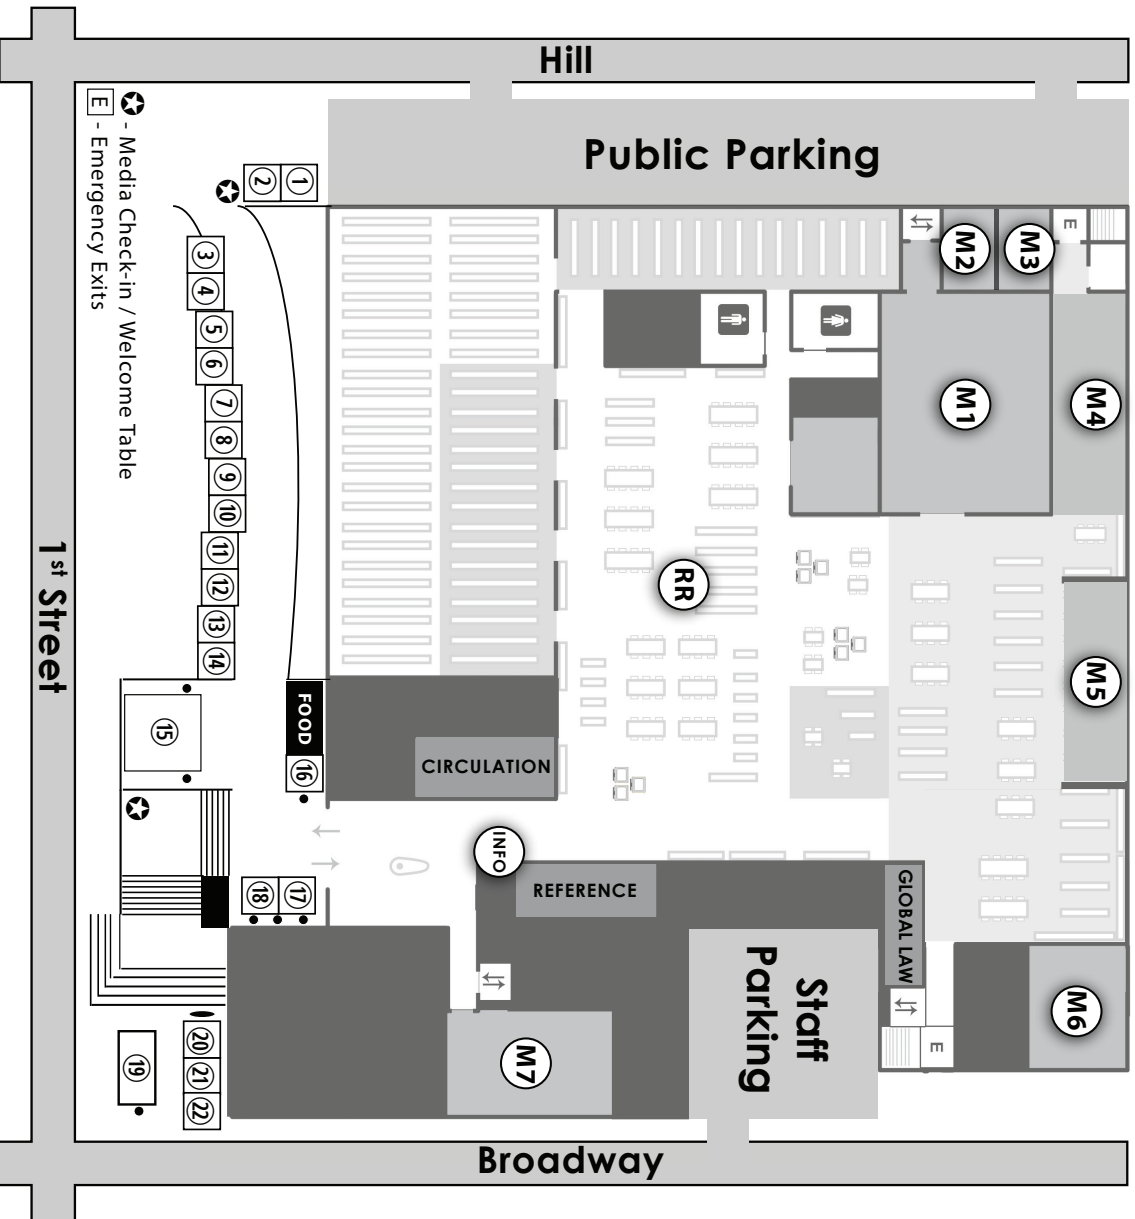 Hill
Public Parking
✪ - Media Check-in / Welcome Table
E - Emergency Exits
1
2
3
4
5
6
7
8
9
10
11
12
13
14
15
FOOD
16
17
18
19
20
21
22
1st Street
M2
M3
E
M1
M4
RR
M5
CIRCULATION
INFO
REFERENCE
GLOBAL LAW
Staff
Parking
M6
E
M7
Broadway